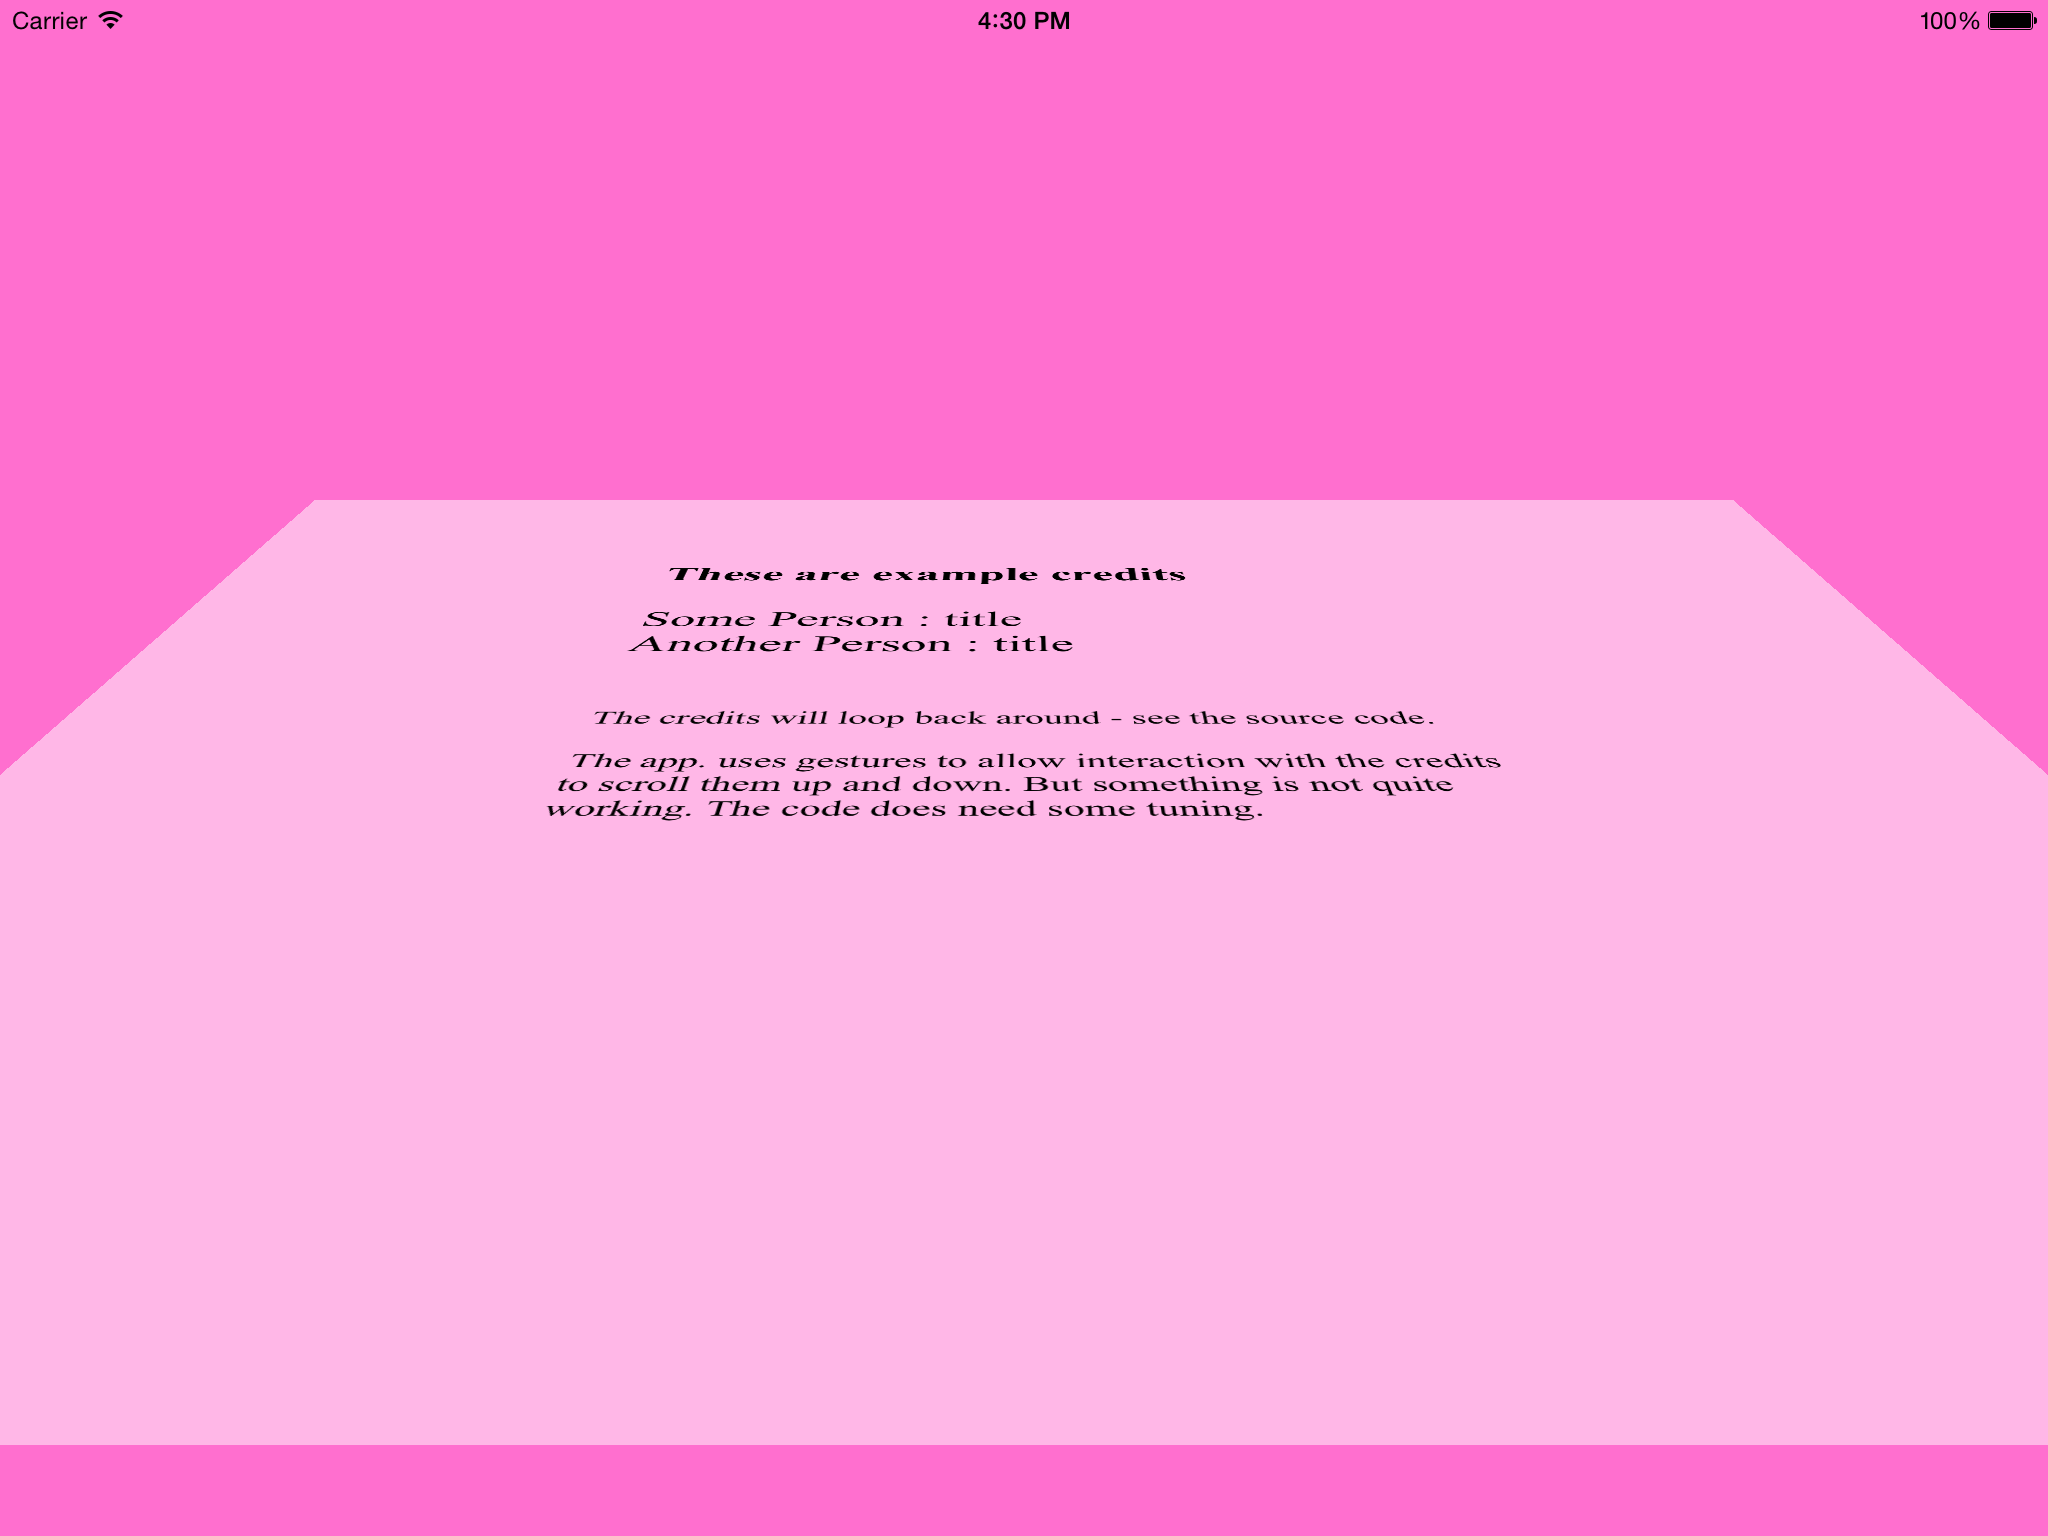 Carrier 4:30 PM 100%
These are example credits
Some Person : title
Another Person : title
The credits will loop back around - see the source code.
The app. uses gestures to allow interaction with the credits
to scroll them up and down. But something is not quite
working. The code does need some tuning.